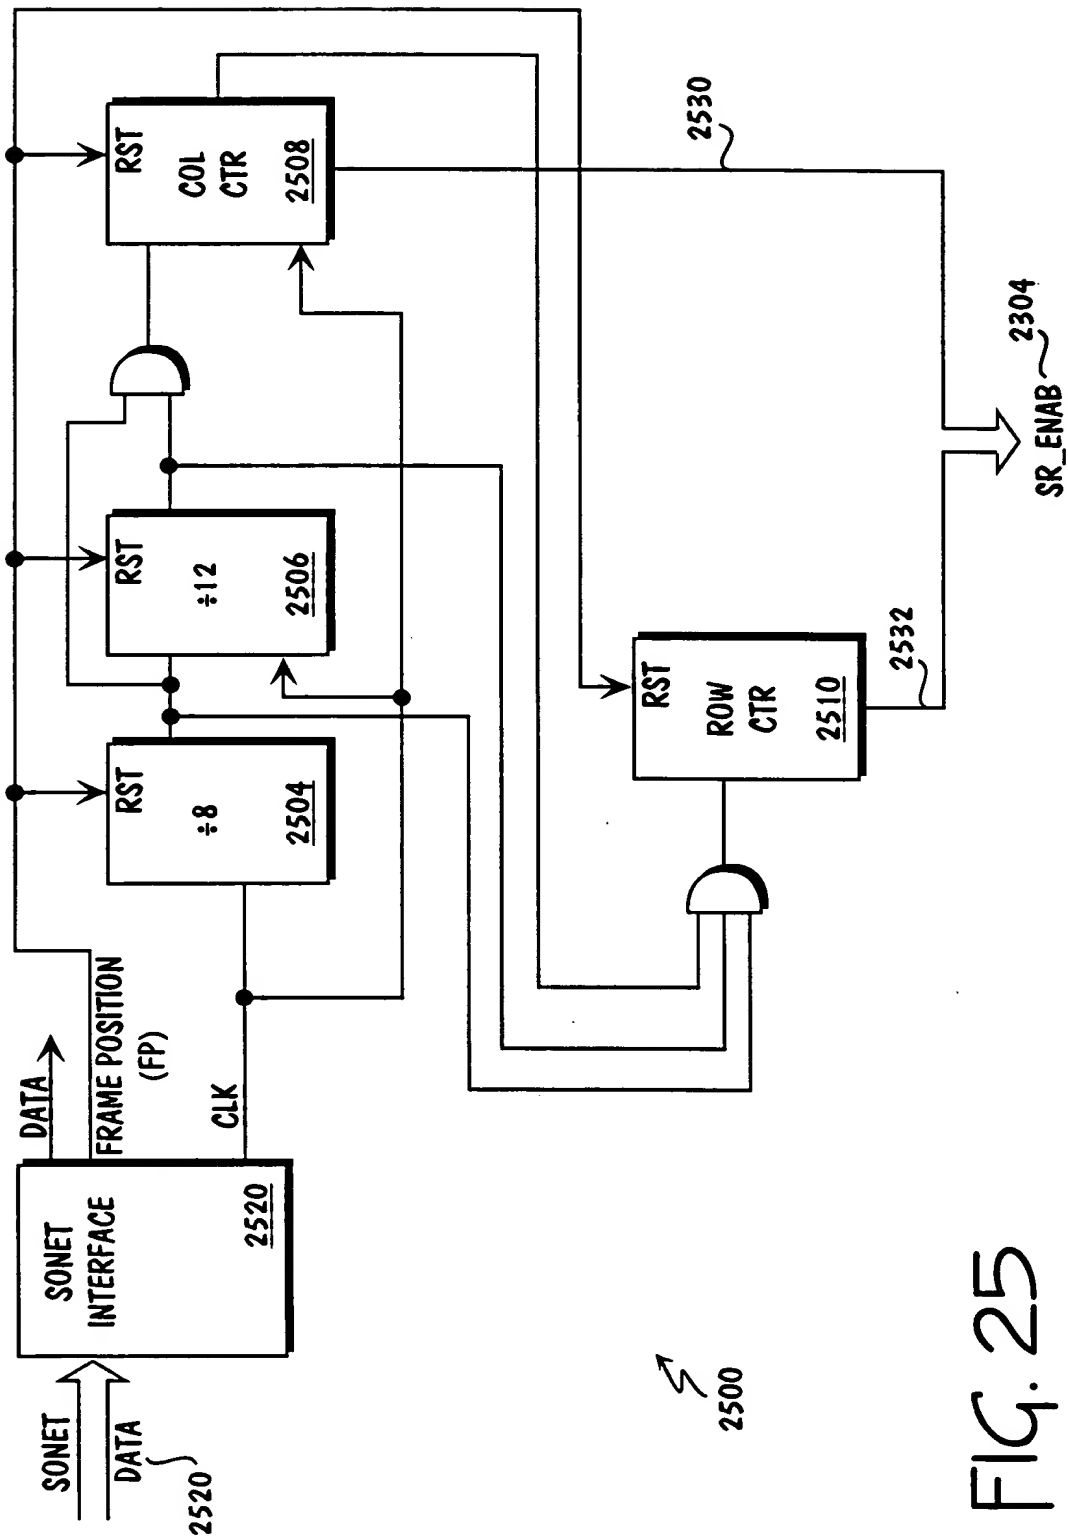 SONET
DATA
2520
SONET
INTERFACE
2520
DATA
FRAME POSITION
(FP)
CLK
RST
÷8
2504
RST
÷12
2506
RST
COL
CTR
2508
RST
ROW
CTR
2510
2530
2532
SR_ENAB
2304
2500
FIG. 25